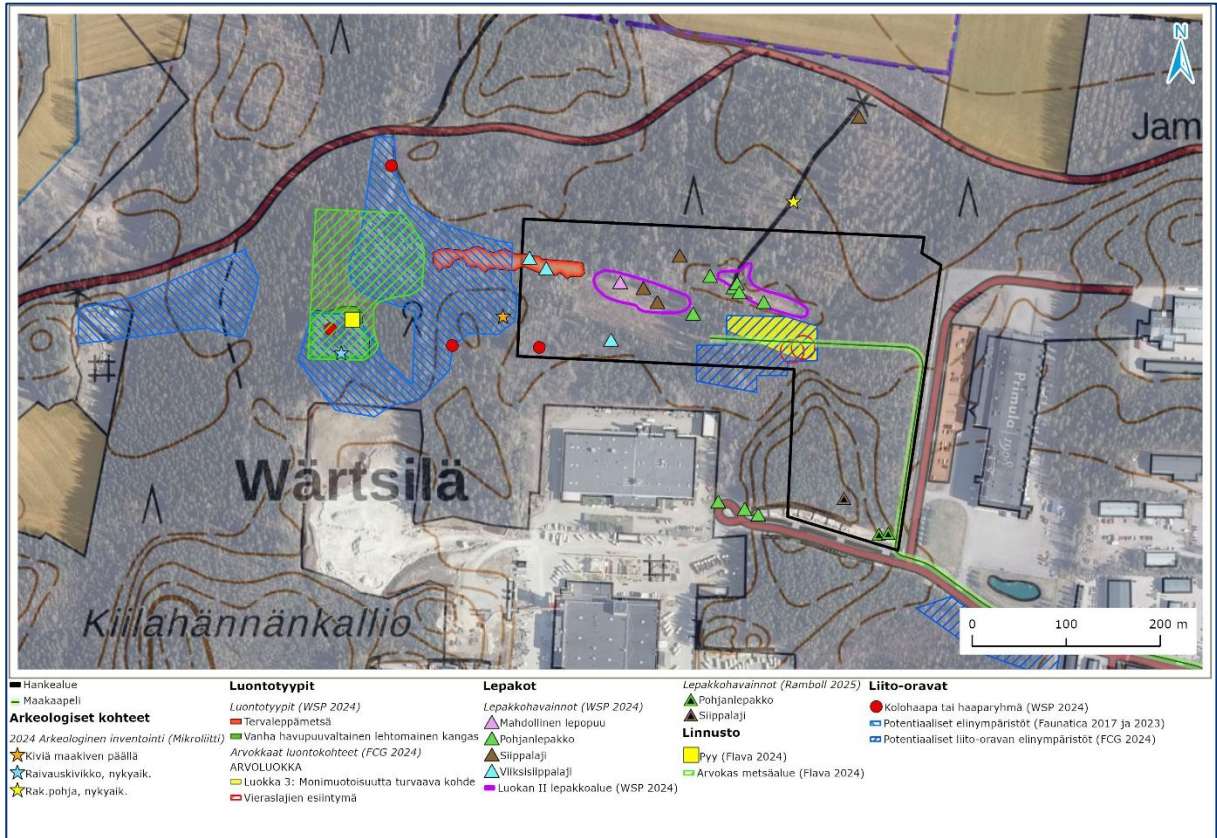 N
Jam
Primula
Wärtsilä
Kiilahännänkallio
0 100 200 m
Hankealue
Maakaapeli
Arkeologiset kohteet
2024 Arkeologinen inventointi (Mikroliitti)
Kiviä maakiven päällä
Raivauskivikko, nykyaik.
Rak.pohja, nykyaik.
Luontotyypit
Luontotyypit (WSP 2024)
Tervaleppämetsä
Vanha havupuuvaltainen lehtomainen kangas
Arvokkaat luontokohteet (FCG 2024)
ARVOLUOKKA
Luokka 3: Monimuotoisuutta turvaava kohde
Vieraslajien esiintymä
Lepakot
Lepakkohavainnot (WSP 2024)
Mahdollinen lepopuu
Pohjanlepakko
Siippalaji
Viiksisiippalaji
Luokan II lepakkoalue (WSP 2024)
Lepakkohavainnot (Ramboll 2025)
Pohjanlepakko
Siippalaji
Linnusto
Pyy (Flava 2024)
Arvokas metsäalue (Flava 2024)
Liito-oravat
Kolohaapa tai haaparyhmä (WSP 2024)
Potentiaaliset elinympäristöt (Faunatica 2017 ja 2023)
Potentiaaliset liito-oravan elinympäristöt (FCG 2024)